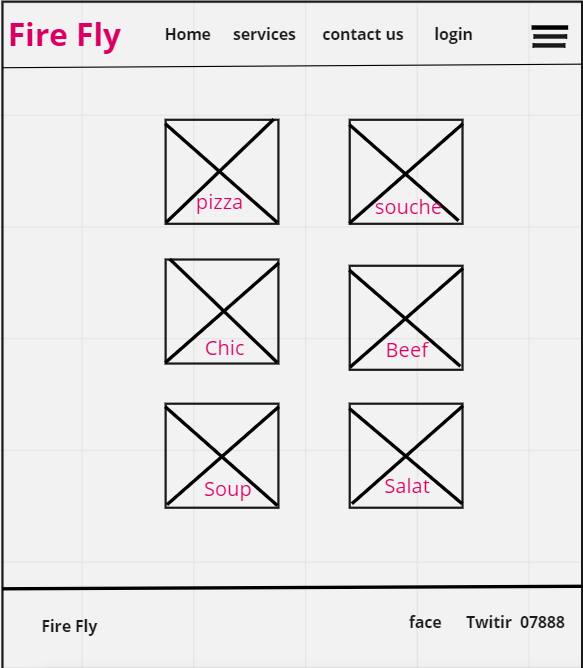 Fire Fly Home services contact us login
pizza souche
Chic Beef
Soup Salat
Fire Fly face Twitir 07888